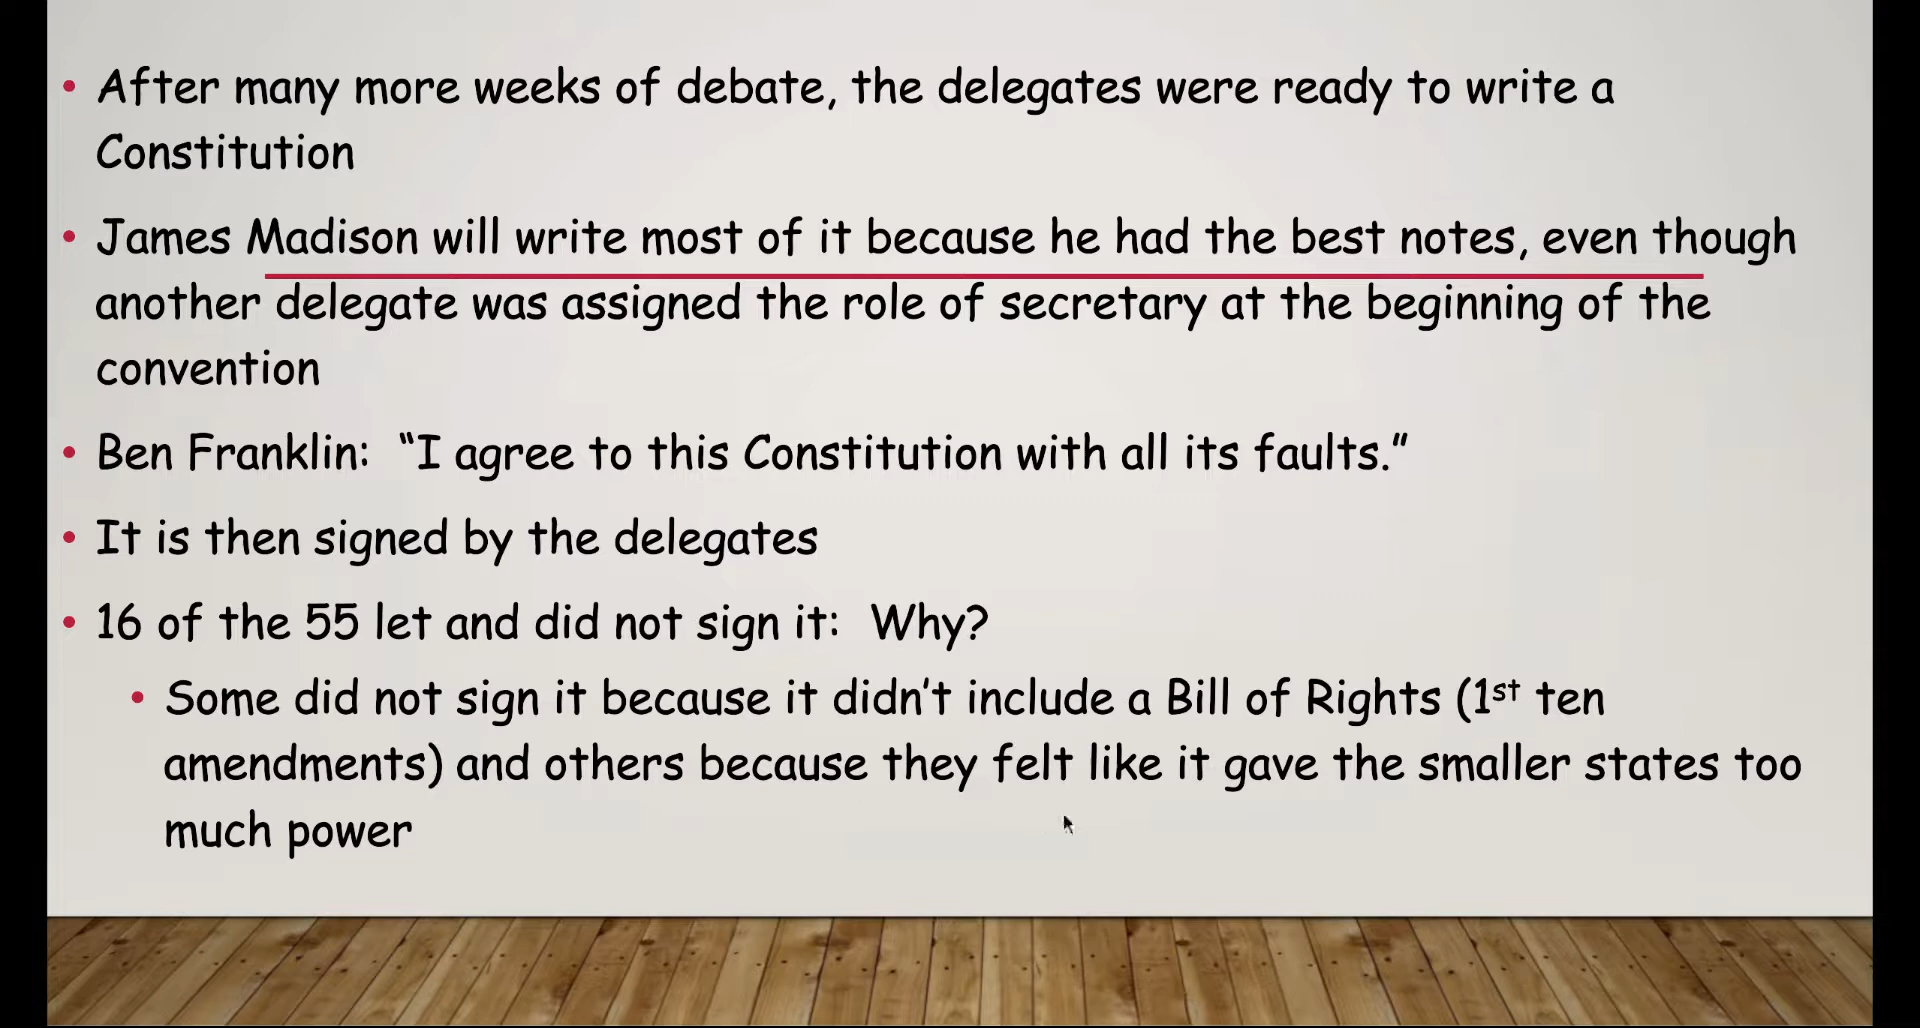 • After many more weeks of debate, the delegates were ready to write a
Constitution
• James Madison will write most of it because he had the best notes, even though
another delegate was assigned the role of secretary at the beginning of the
convention
• Ben Franklin:  “I agree to this Constitution with all its faults.”
• It is then signed by the delegates
• 16 of the 55 let and did not sign it:  Why?
• Some did not sign it because it didn’t include a Bill of Rights (1st ten
amendments) and others because they felt like it gave the smaller states too
much power